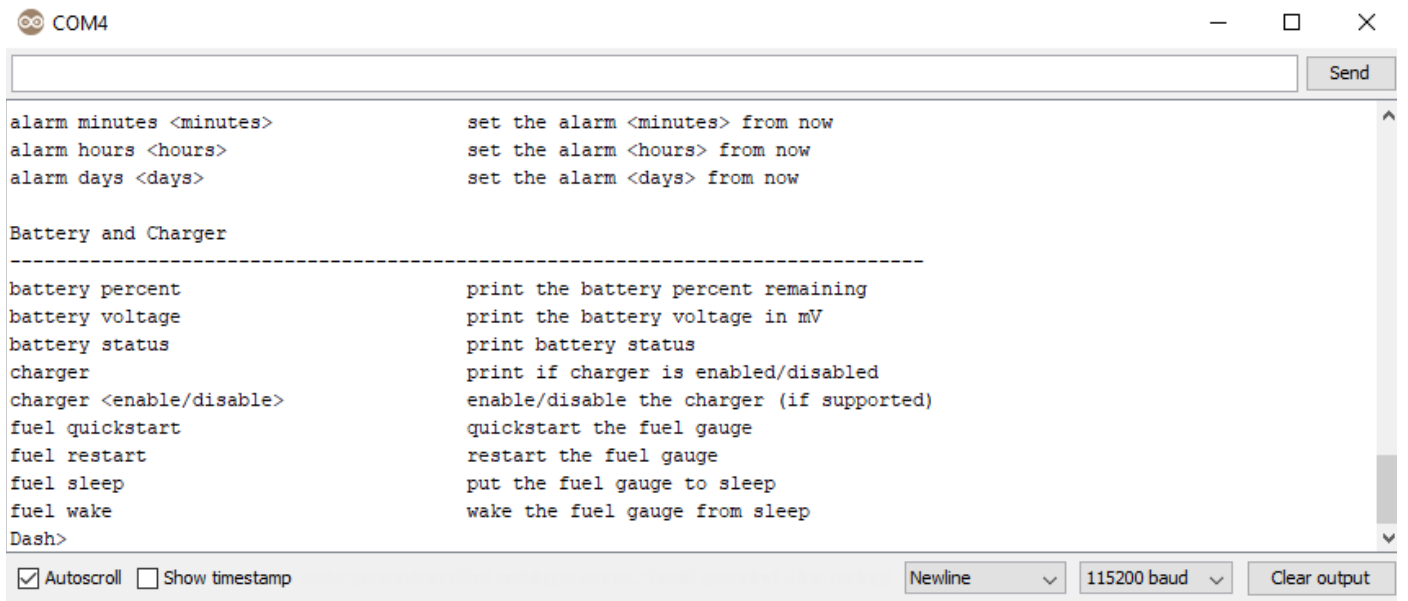 COM4
Send
alarm minutes <minutes> set the alarm <minutes> from now
alarm hours <hours> set the alarm <hours> from now
alarm days <days> set the alarm <days> from now
Battery and Charger
--------------------------------------------------------------------------------
battery percent print the battery percent remaining
battery voltage print the battery voltage in mV
battery status print battery status
charger print if charger is enabled/disabled
charger <enable/disable> enable/disable the charger (if supported)
fuel quickstart quickstart the fuel gauge
fuel restart restart the fuel gauge
fuel sleep put the fuel gauge to sleep
fuel wake wake the fuel gauge from sleep
Dash>
Autoscroll Show timestamp Newline 115200 baud Clear output